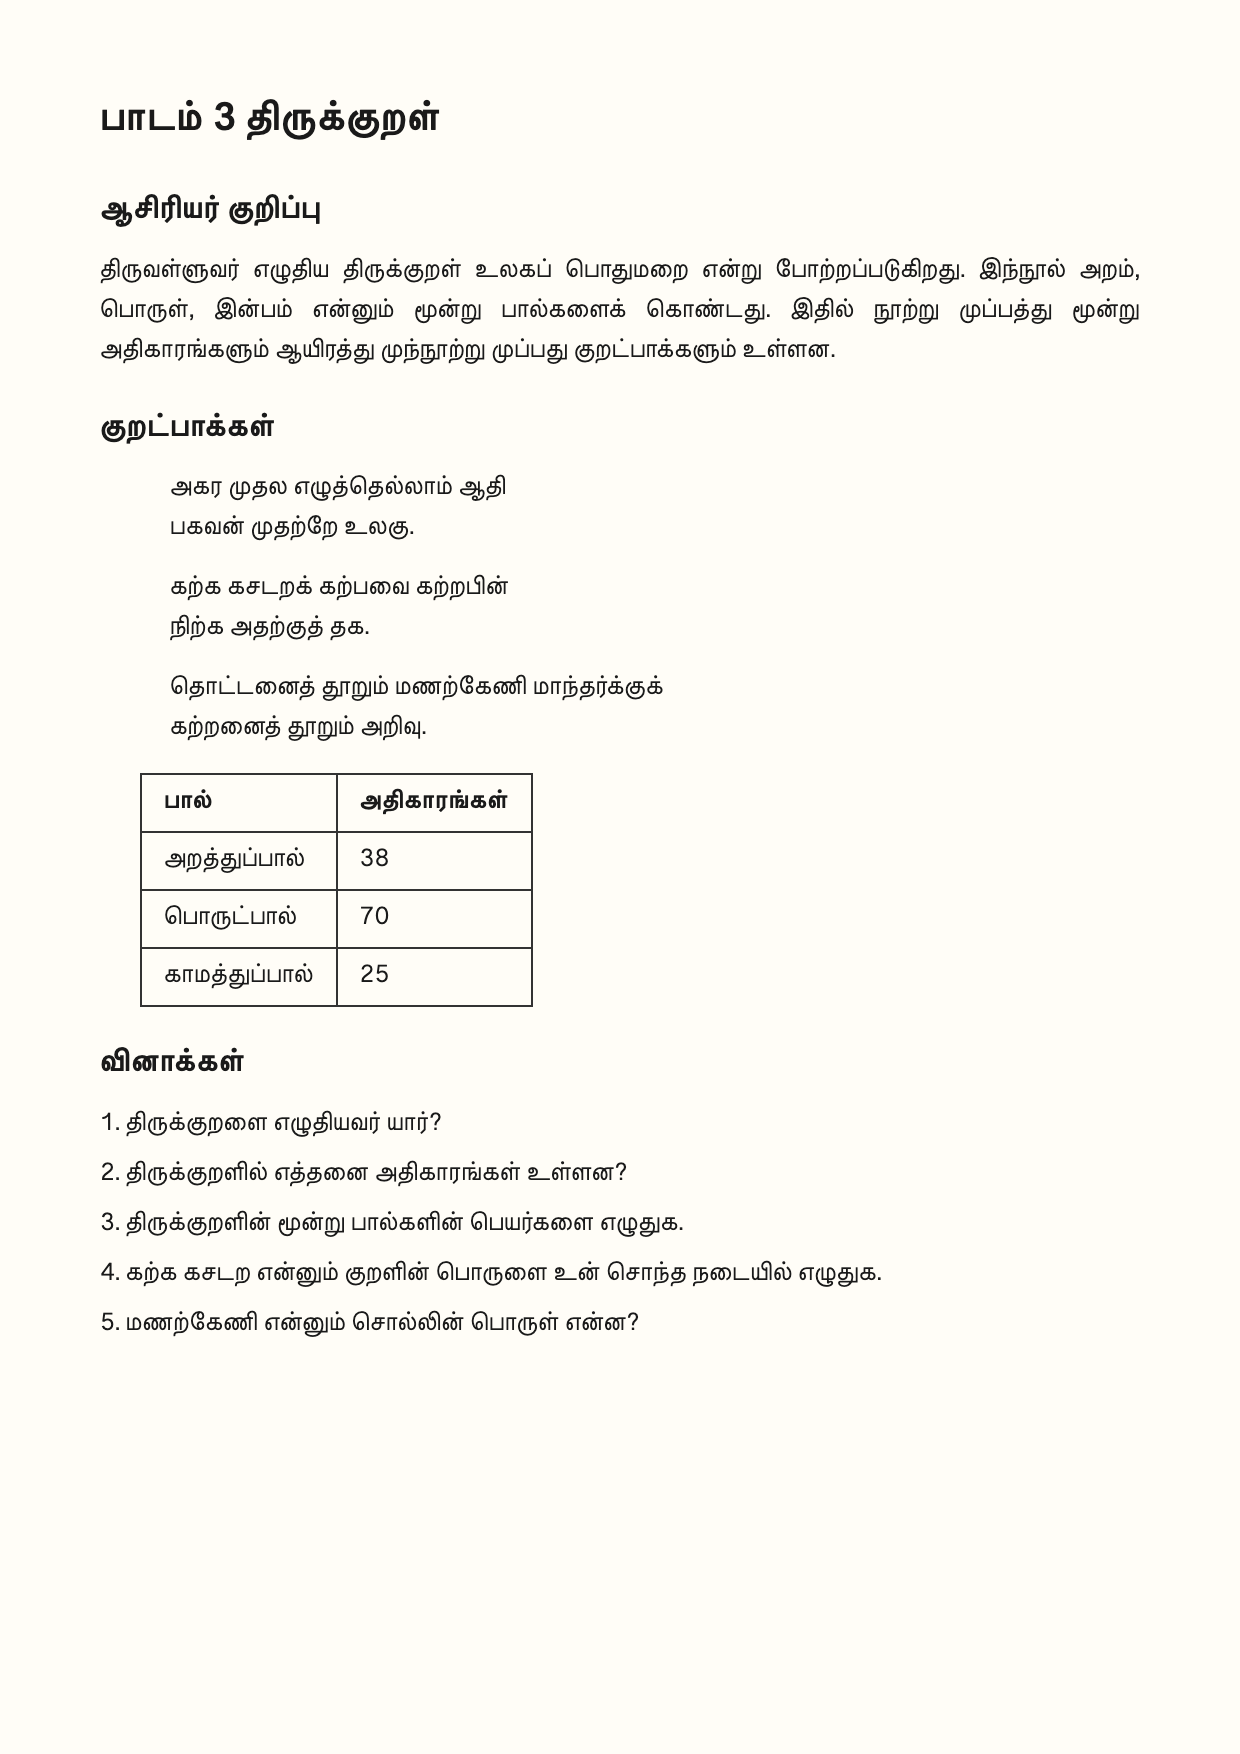 பாடம் 3 திருக்குறள்
ஆசிரியர் குறிப்பு
திருவள்ளுவர் எழுதிய திருக்குறள் உலகப் பொதுமறை என்று போற்றப்படுகிறது. இந்நூல் அறம்,
பொருள், இன்பம் என்னும் மூன்று பால்களைக் கொண்டது. இதில் நூற்று முப்பத்து மூன்று
அதிகாரங்களும் ஆயிரத்து முந்நூற்று முப்பது குறட்பாக்களும் உள்ளன.
குறட்பாக்கள்
அகர முதல எழுத்தெல்லாம் ஆதி
பகவன் முதற்றே உலகு.
கற்க கசடறக் கற்பவை கற்றபின்
நிற்க அதற்குத் தக.
தொட்டனைத் தூறும் மணற்கேணி மாந்தர்க்குக்
கற்றனைத் தூறும் அறிவு.
பால் அதிகாரங்கள்
அறத்துப்பால் 38
பொருட்பால் 70
காமத்துப்பால் 25
வினாக்கள்
1. திருக்குறளை எழுதியவர் யார்?
2. திருக்குறளில் எத்தனை அதிகாரங்கள் உள்ளன?
3. திருக்குறளின் மூன்று பால்களின் பெயர்களை எழுதுக.
4. கற்க கசடற என்னும் குறளின் பொருளை உன் சொந்த நடையில் எழுதுக.
5. மணற்கேணி என்னும் சொல்லின் பொருள் என்ன?